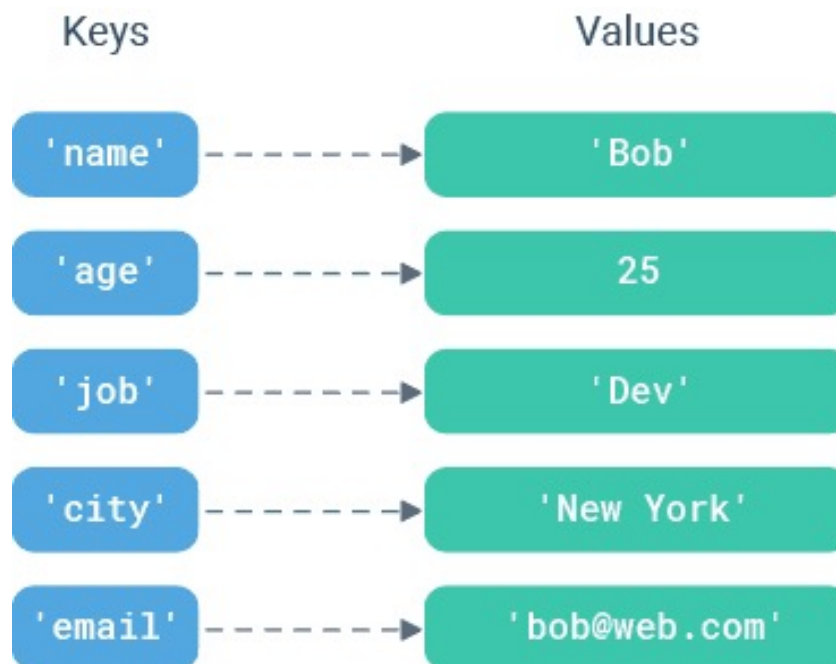 Keys Values
'name' 'Bob'
'age' 25
'job' 'Dev'
'city' 'New York'
'email' 'bob@web.com'